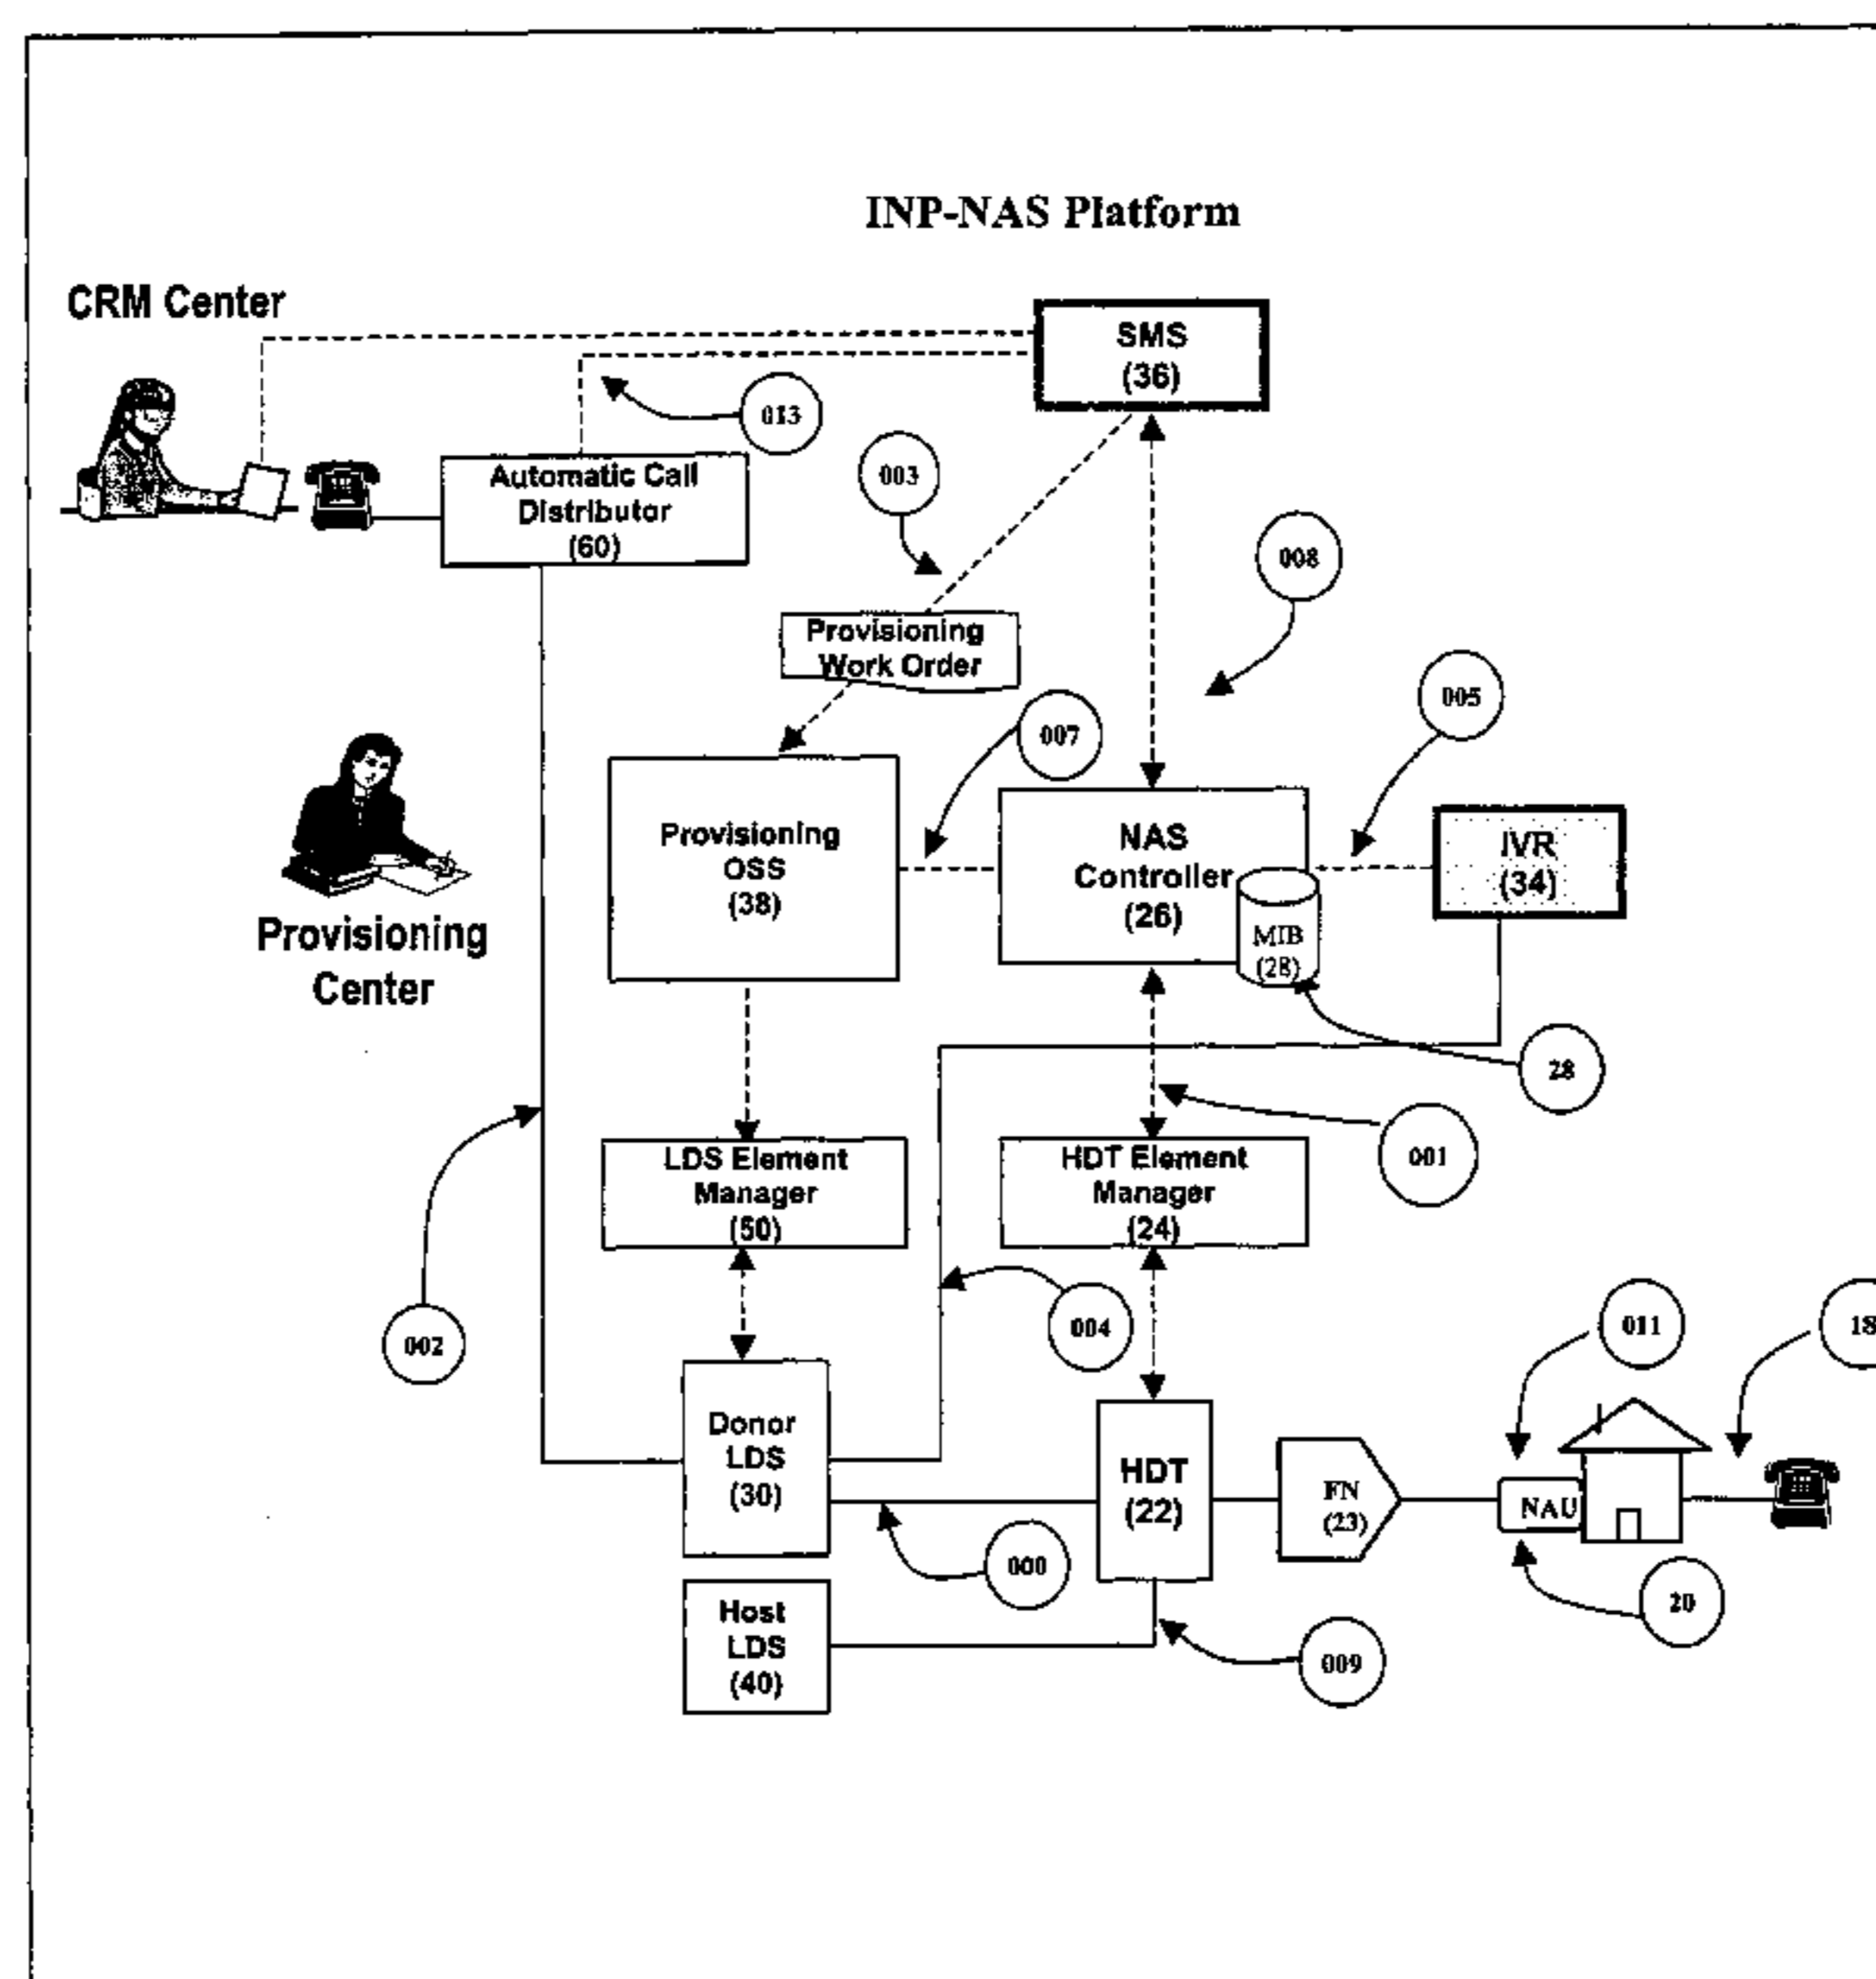 INP-NAS Platform
CRM Center
SMS
(36)
013
003
Automatic Call
Distributor
(60)
008
Provisioning
Work Order
005
007
Provisioning
OSS
(38)
NAS
Controller
(26)
IVR
(34)
MIB
(28)
Provisioning
Center
28
001
LDS Element
Manager
(50)
HDT Element
Manager
(24)
002
004
011
18
Donor
LDS
(30)
HDT
(22)
FN
(23)
NAU
000
20
Host
LDS
(40)
009